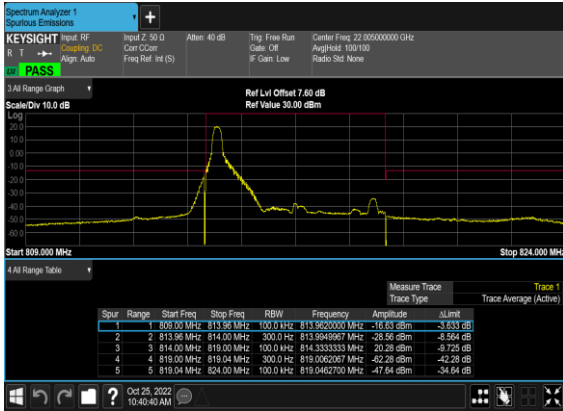 Spectrum Analyzer 1
Spurious Emissions
+
KEYSIGHT Input: RF Input Z: 50 Ω Atten: 40 dB Trig: Free Run Center Freq: 22.005000000 GHz
R T Coupling: DC Corr CCorr Gate: Off Avg|Hold: 100/100
Align: Auto Freq Ref: Int (S) IF Gain: Low Radio Std: None
PASS
3 All Range Graph Ref Lvl Offset 7.60 dB
Scale/Div 10.0 dB Ref Value 30.00 dBm
Log
20.0
10.0
0.00
-10.0
-20.0
-30.0
-40.0
-50.0
-60.0
Start 809.000 MHz Stop 824.000 MHz
4 All Range Table
Measure Trace Trace 1
Trace Type Trace Average (Active)
Spur Range Start Freq Stop Freq RBW Frequency Amplitude ΔLimit
1 1 809.00 MHz 813.96 MHz 100.0 kHz 813.9620000 MHz -16.63 dBm -3.633 dB
2 2 813.96 MHz 814.00 MHz 300.0 Hz 813.9949967 MHz -28.56 dBm -8.564 dB
3 3 814.00 MHz 819.00 MHz 100.0 kHz 814.3333333 MHz 20.28 dBm -9.725 dB
4 4 819.00 MHz 819.04 MHz 300.0 Hz 819.0062067 MHz -62.28 dBm -42.28 dB
5 5 819.04 MHz 824.00 MHz 100.0 kHz 819.0462700 MHz -47.64 dBm -34.64 dB
? Oct 25, 2022
10:40:40 AM